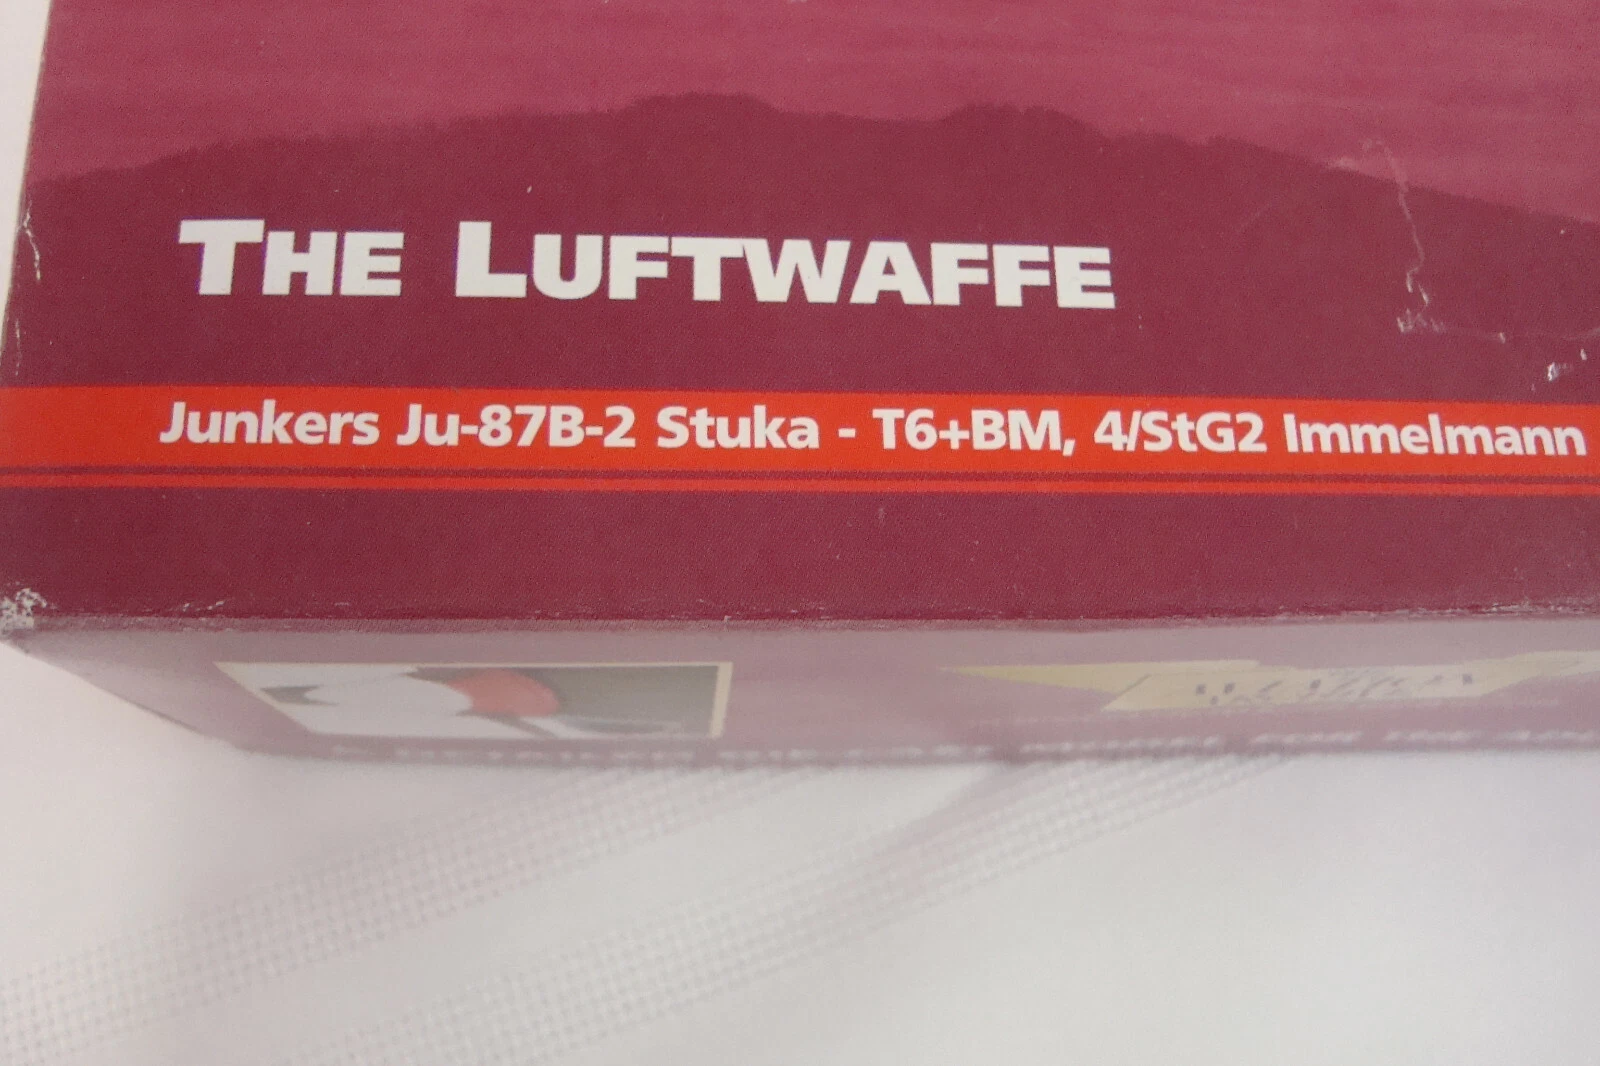 THE LUFTWAFFE
Junkers Ju-87B-2 Stuka - T6+BM, 4/StG2 Immelmann